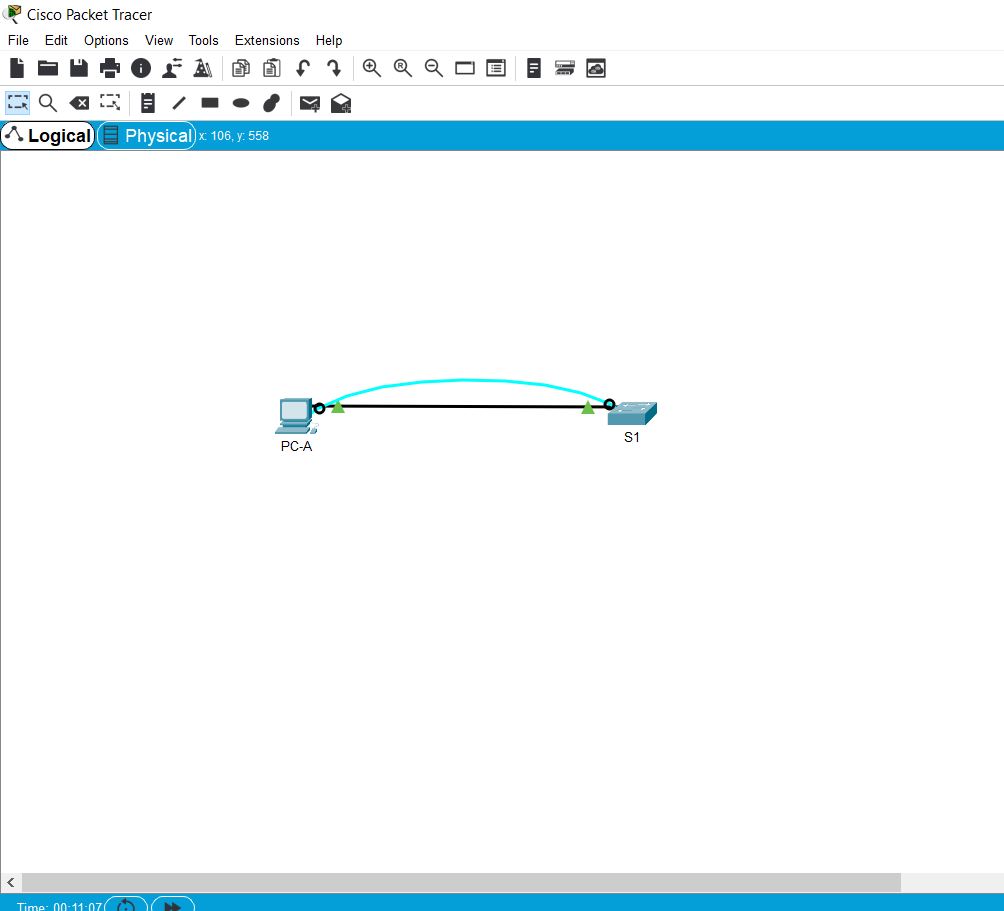 Cisco Packet Tracer
File Edit Options View Tools Extensions Help
Logical Physical x: 106, y: 558
PC-A
S1
Time: 00:11:07